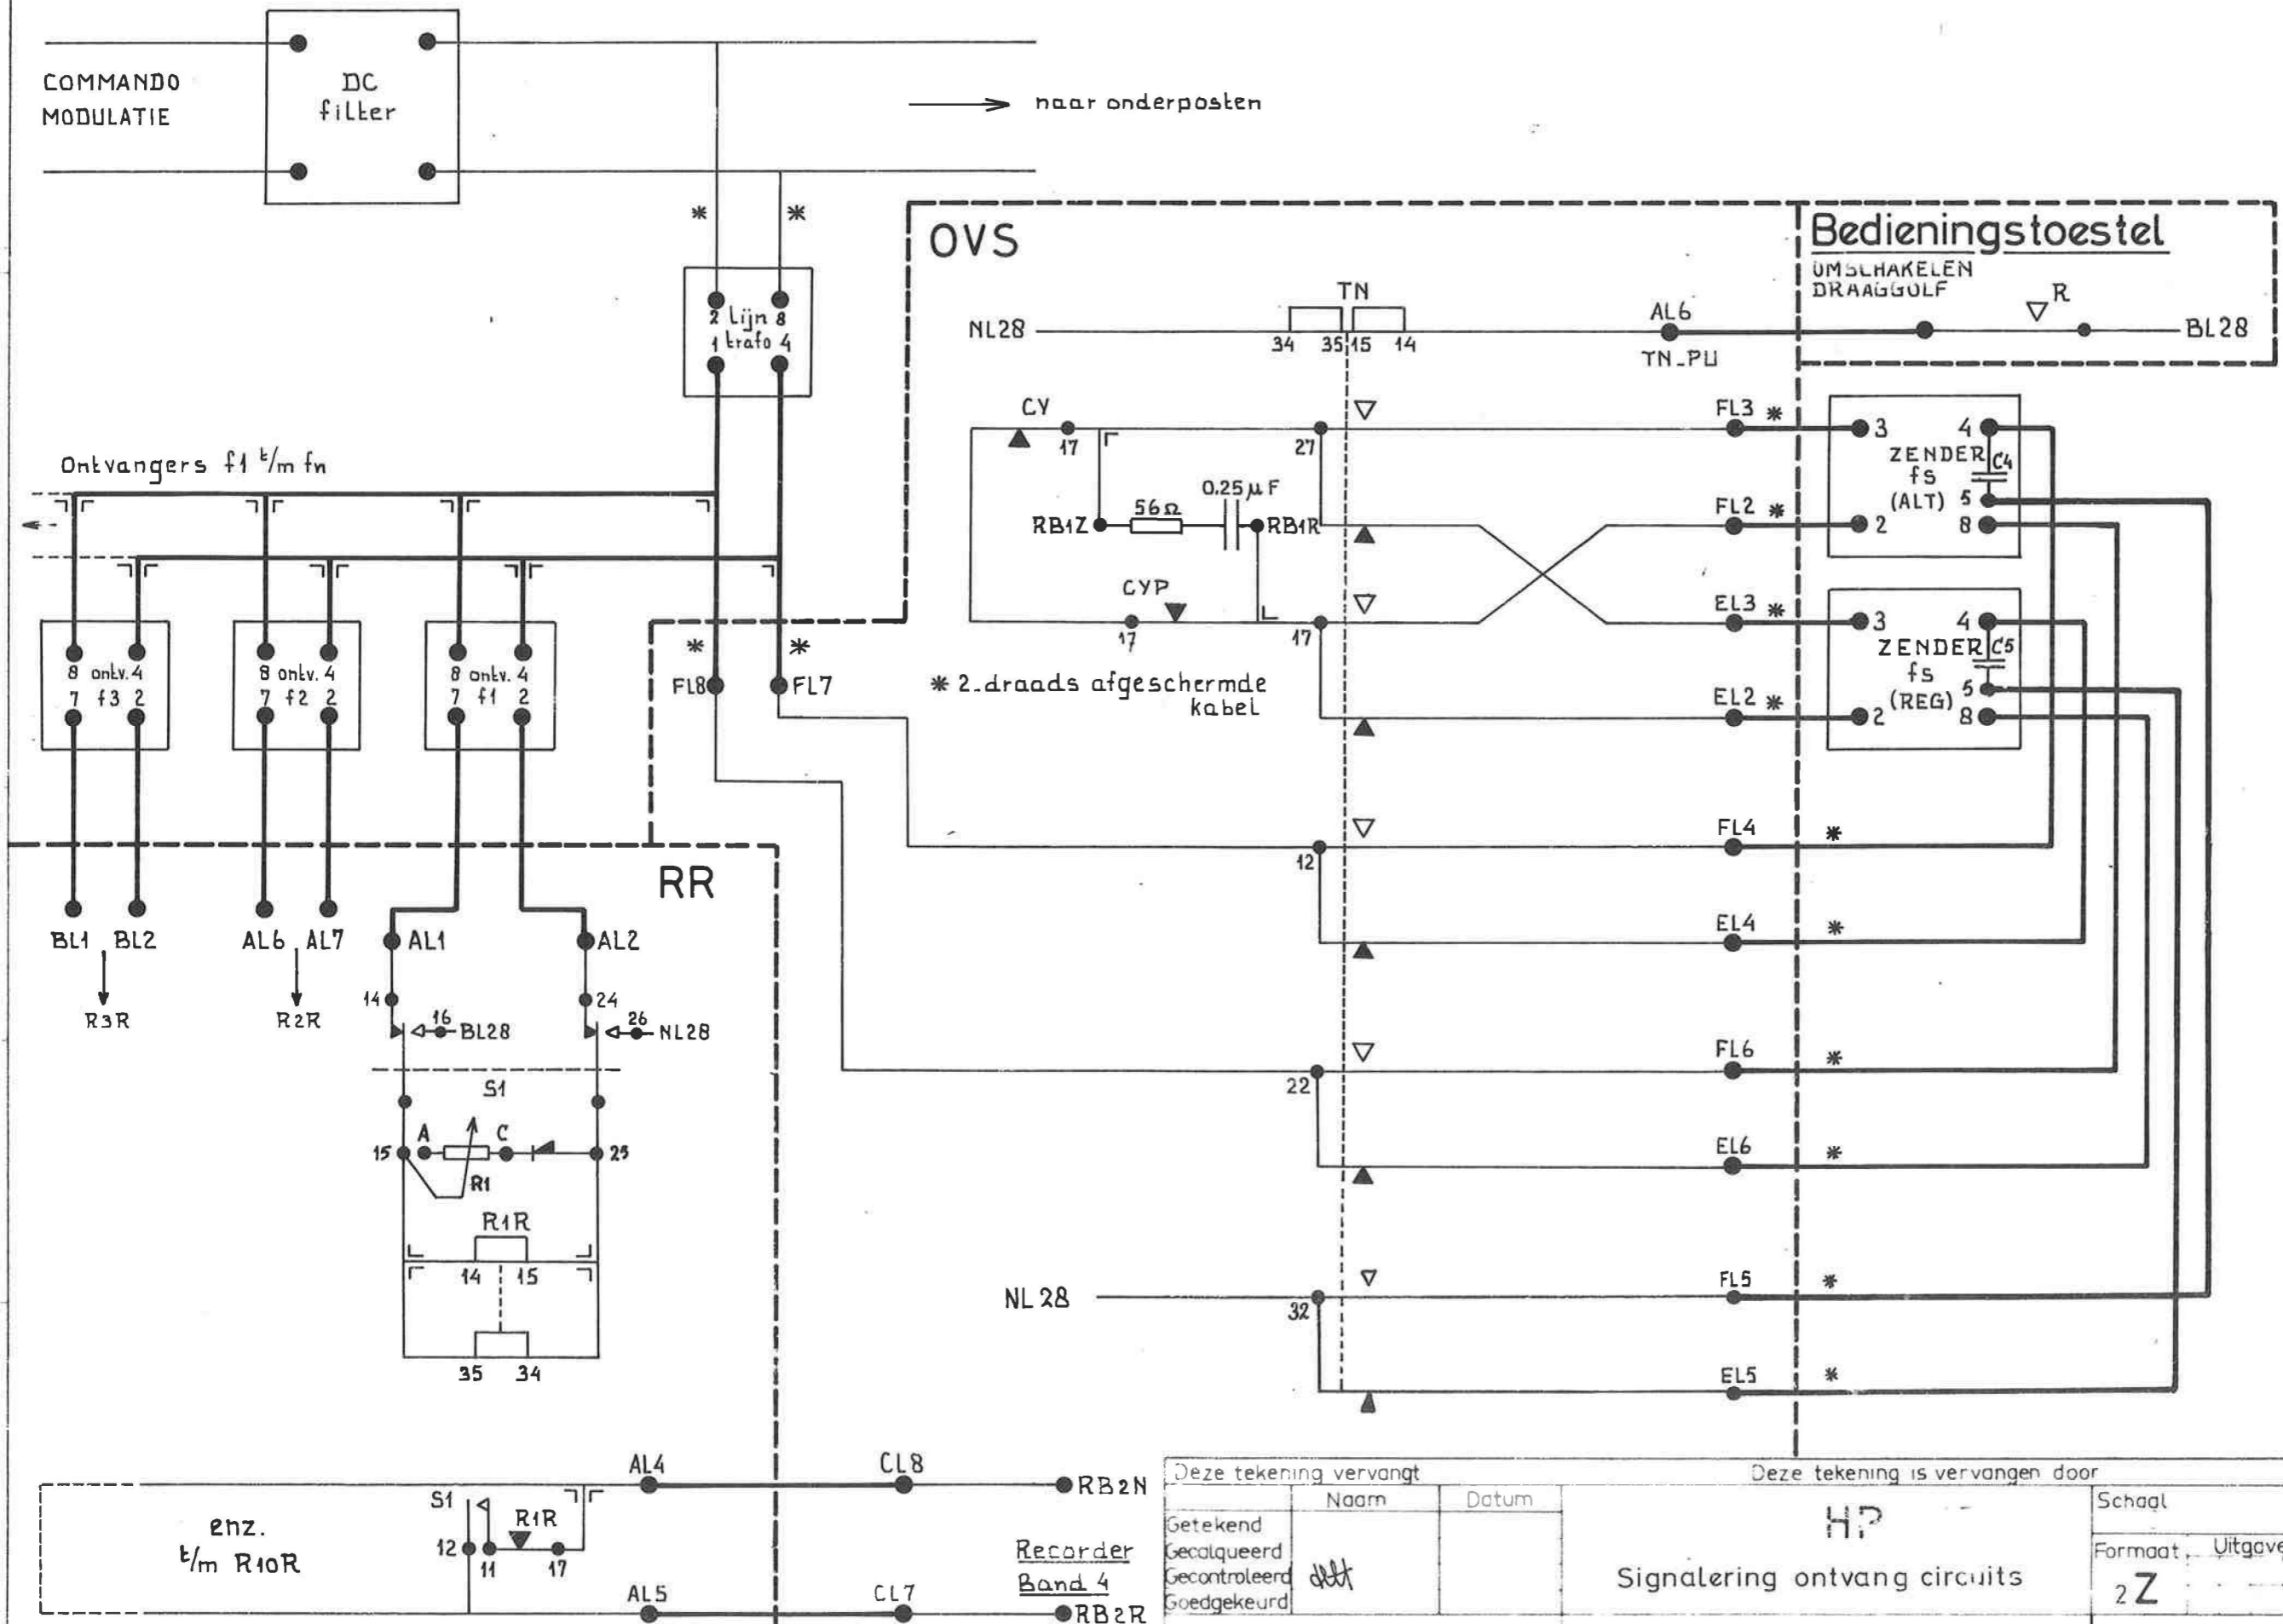 COMMANDO
MODULATIE
DC
filter
naar onderposten
*
*
2 Lijn 8
1 trafo 4
OVS
Bedieningstoestel
OMSCHAKELEN
DRAAGGOLF
R
NL28
TN
34 35 15 14
AL6
TN_PU
BL28
Ontvangers f1 t/m fn
CY
17
27
FL3 *
3 4
ZENDER
fs
(ALT)
C4
5
2 8
RB1Z
56Ω
0.25µF
RB1R
FL2 *
CYP
17
17
EL3 *
3 4
ZENDER
fs
(REG)
C5
5
2 8
EL2 *
* 2_draads afgeschermde
kabel
8 ontv. 4
7 f3 2
8 ontv. 4
7 f2 2
8 ontv. 4
7 f1 2
*
*
FL8
FL7
RR
12
FL4 *
EL4 *
BL1 BL2
R3R
AL6 AL7
R2R
AL1
AL2
14
24
16
BL28
26
NL28
S1
15
A
C
25
R1
R1R
14 15
35 34
22
FL6 *
EL6 *
NL 28
32
FL5 *
EL5 *
AL4
CL8
RB2N
S1
R1R
12
11
17
enz.
t/m R10R
Recorder
Band 4
AL5
CL7
RB2R
Deze tekening vervangt
Deze tekening is vervangen door
Naam
Datum
Getekend
Gecalqueerd
Gecontroleerd
Goedgekeurd
HP
Signalering ontvang circuits
Schaal
Formaat
Uitgave
2 Z